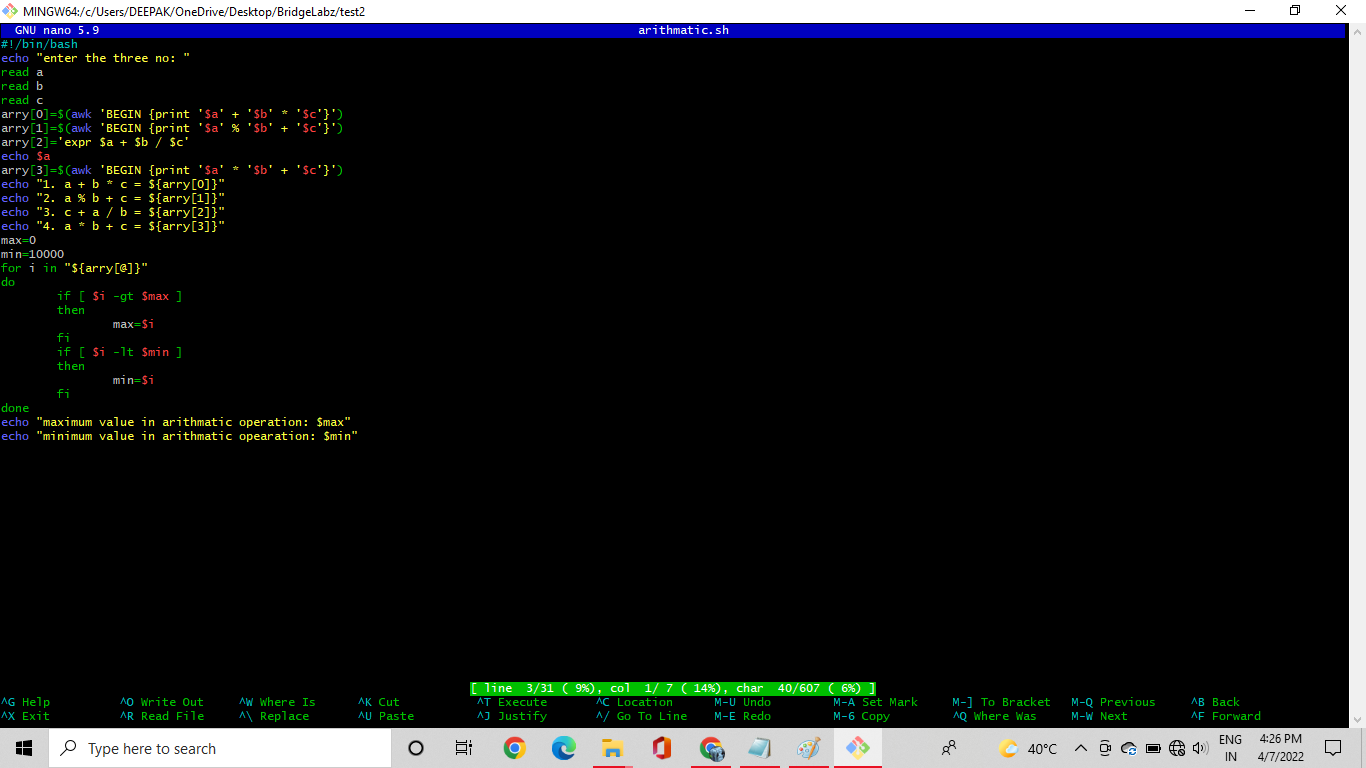 MINGW64:/c/Users/DEEPAK/OneDrive/Desktop/BridgeLabz/test2
GNU nano 5.9 arithmatic.sh
#!/bin/bash
echo "enter the three no: "
read a
read b
read c
arry[0]=$(awk 'BEGIN {print '$a' + '$b' * '$c'}')
arry[1]=$(awk 'BEGIN {print '$a' % '$b' + '$c'}')
arry[2]='expr $a + $b / $c'
echo $a
arry[3]=$(awk 'BEGIN {print '$a' * '$b' + '$c'}')
echo "1. a + b * c = ${arry[0]}"
echo "2. a % b + c = ${arry[1]}"
echo "3. c + a / b = ${arry[2]}"
echo "4. a * b + c = ${arry[3]}"
max=0
min=10000
for i in "${arry[@]}"
do
        if [ $i -gt $max ]
        then
                max=$i
        fi
        if [ $i -lt $min ]
        then
                min=$i
        fi
done
echo "maximum value in arithmatic operation: $max"
echo "minimum value in arithmatic opearation: $min"
[ line  3/31 ( 9%), col  1/ 7 ( 14%), char  40/607 ( 6%) ]
^G Help ^O Write Out ^W Where Is ^K Cut ^T Execute ^C Location M-U Undo M-A Set Mark M-] To Bracket M-Q Previous ^B Back
^X Exit ^R Read File ^\ Replace ^U Paste ^J Justify ^/ Go To Line M-E Redo M-6 Copy ^Q Where Was M-W Next ^F Forward
Type here to search 40°C ENG IN 4:26 PM 4/7/2022